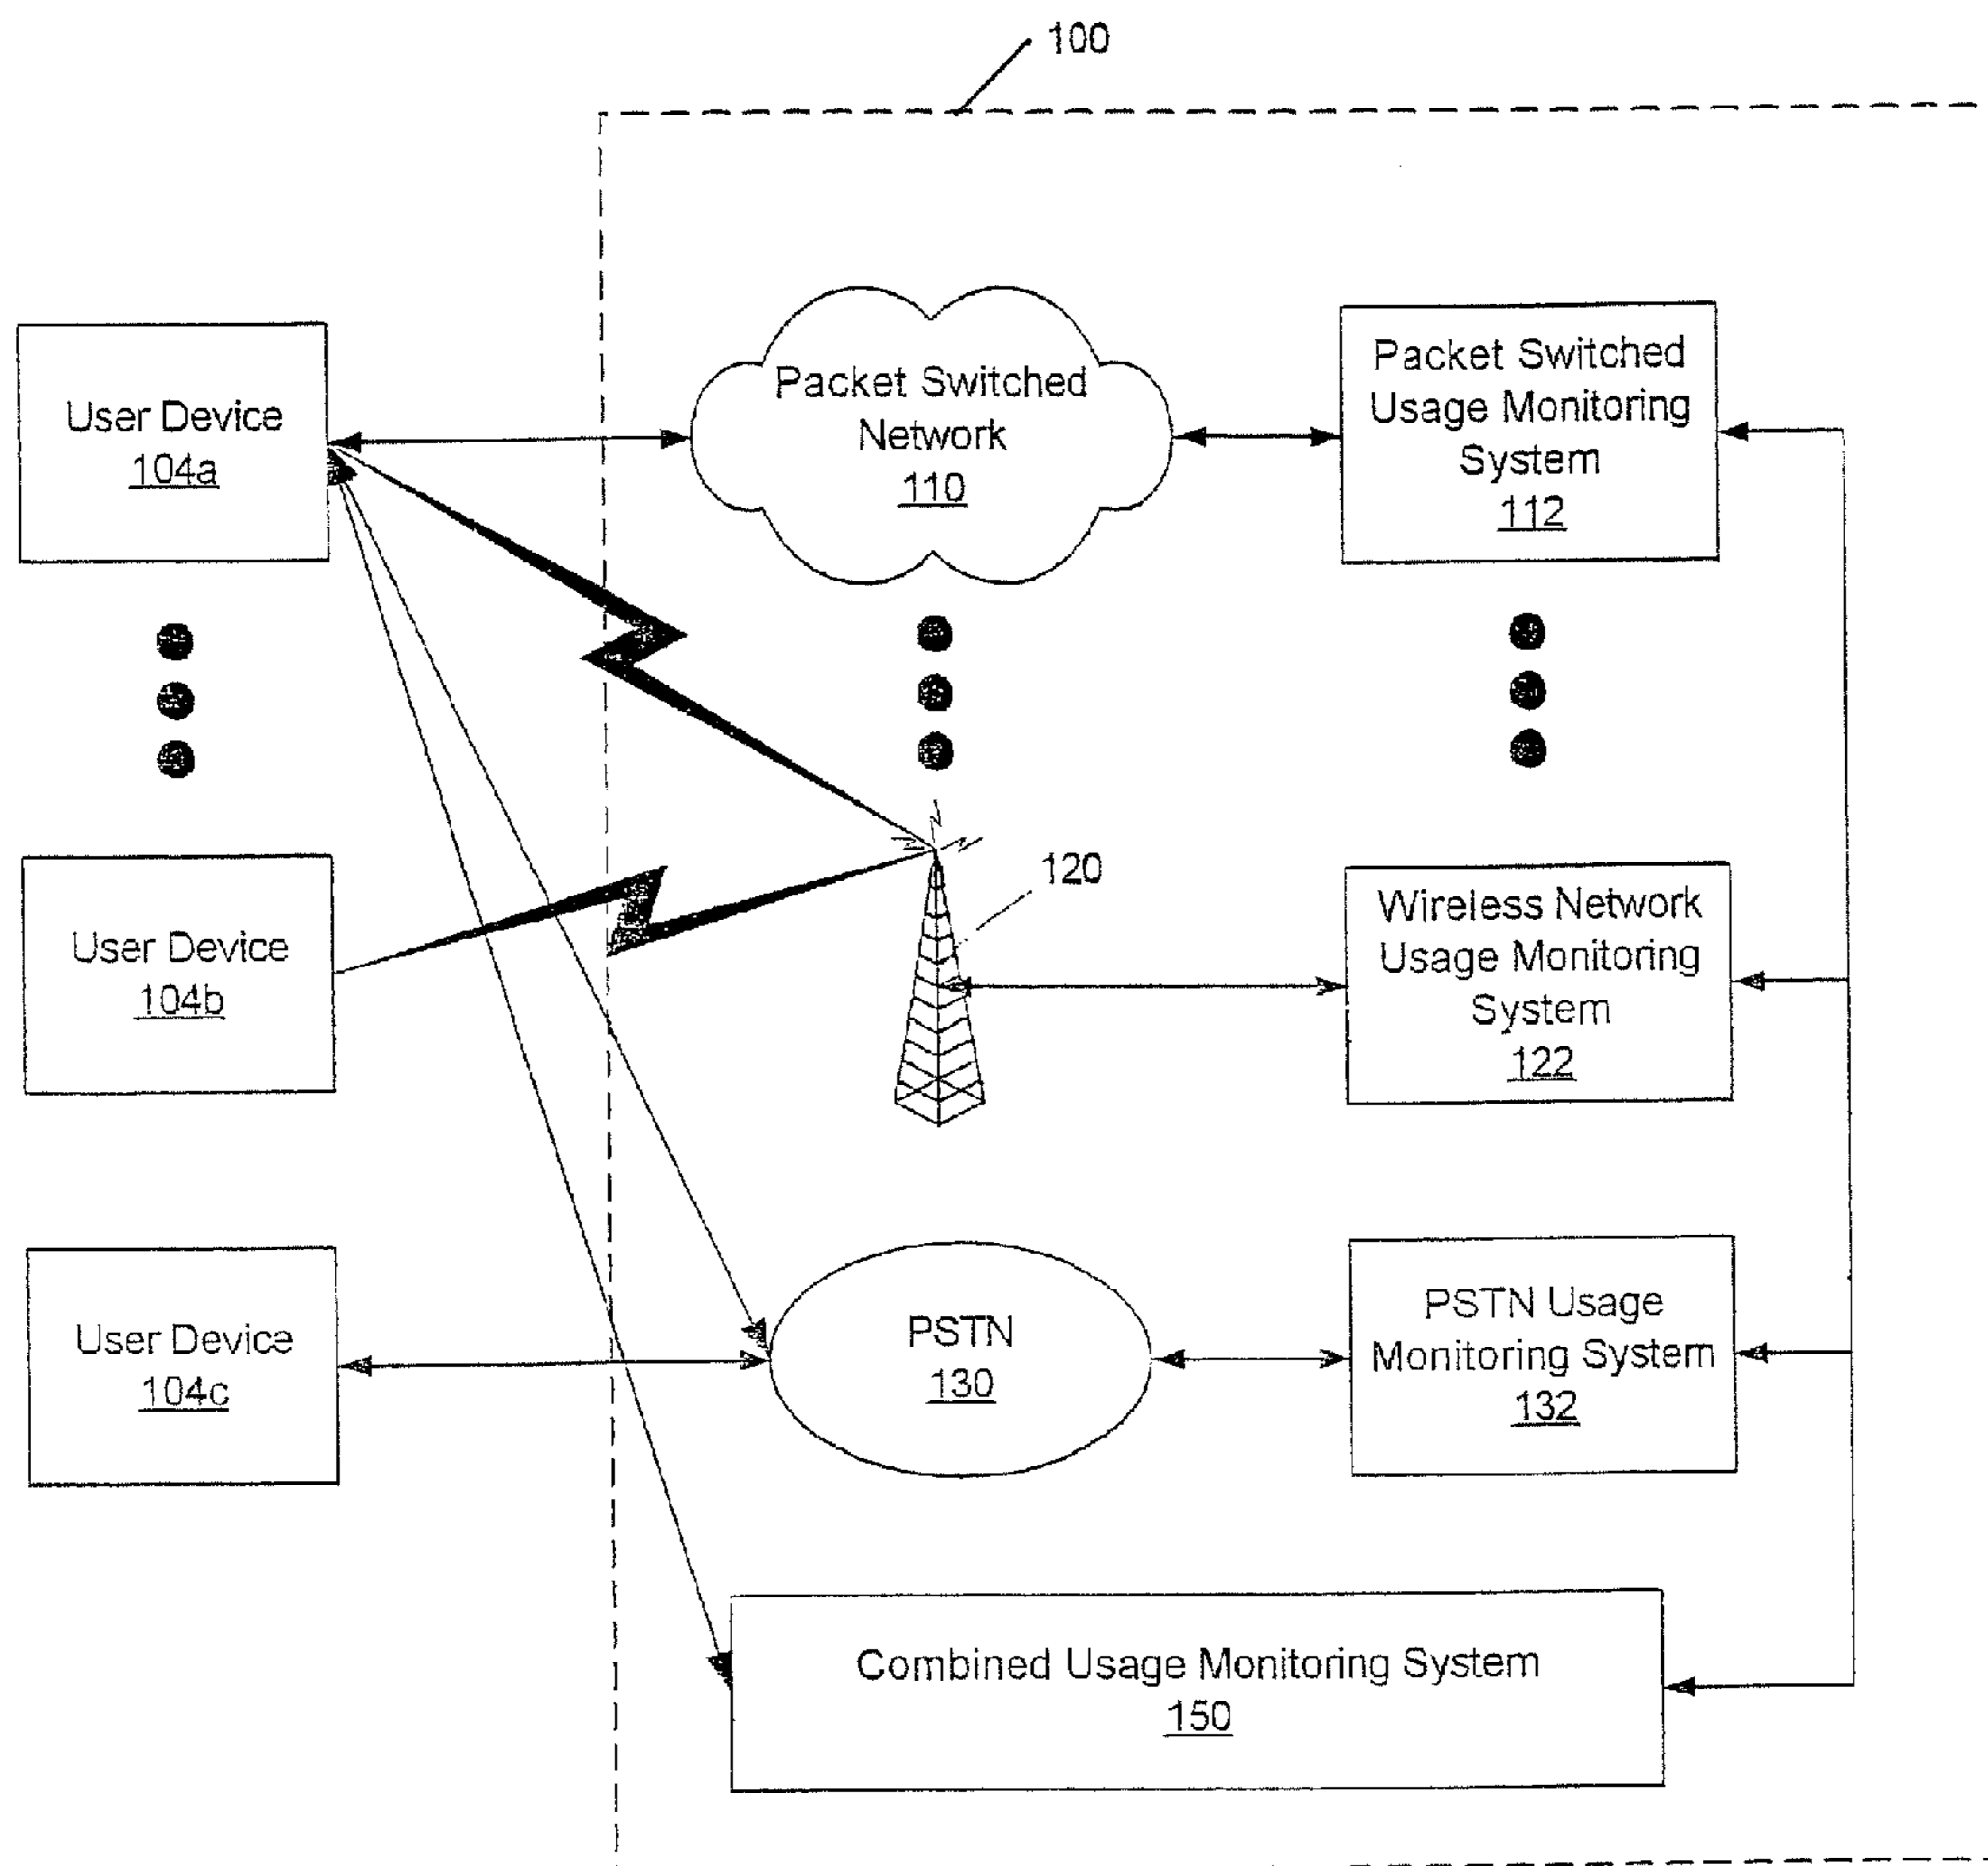 100
User Device
104a
Packet Switched
Network
110
Packet Switched
Usage Monitoring
System
112
User Device
104b
120
Wireless Network
Usage Monitoring
System
122
User Device
104c
PSTN
130
PSTN Usage
Monitoring System
132
Combined Usage Monitoring System
150